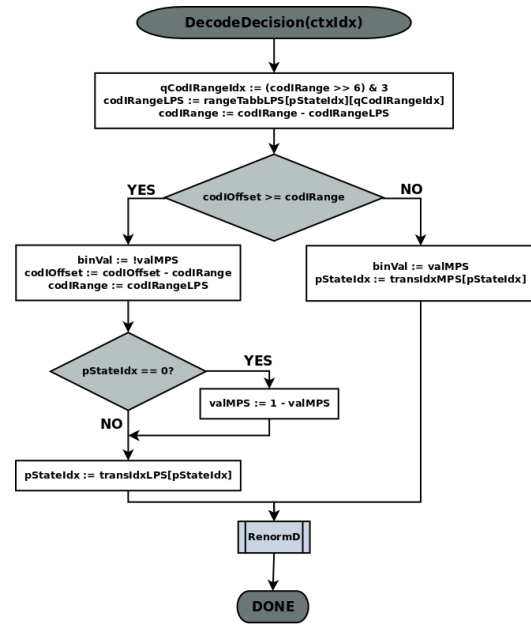 DecodeDecision(ctxIdx)
qCodIRangeIdx := (codIRange >> 6) & 3
codIRangeLPS := rangeTabbLPS[pStateIdx][qCodIRangeIdx]
codIRange := codIRange - codIRangeLPS
codIOffset >= codIRange
YES
NO
binVal := !valMPS
codIOffset := codIOffset - codIRange
codIRange := codIRangeLPS
binVal := valMPS
pStateIdx := transIdxMPS[pStateIdx]
pStateIdx == 0?
YES
valMPS := 1 - valMPS
NO
pStateIdx := transIdxLPS[pStateIdx]
RenormD
DONE